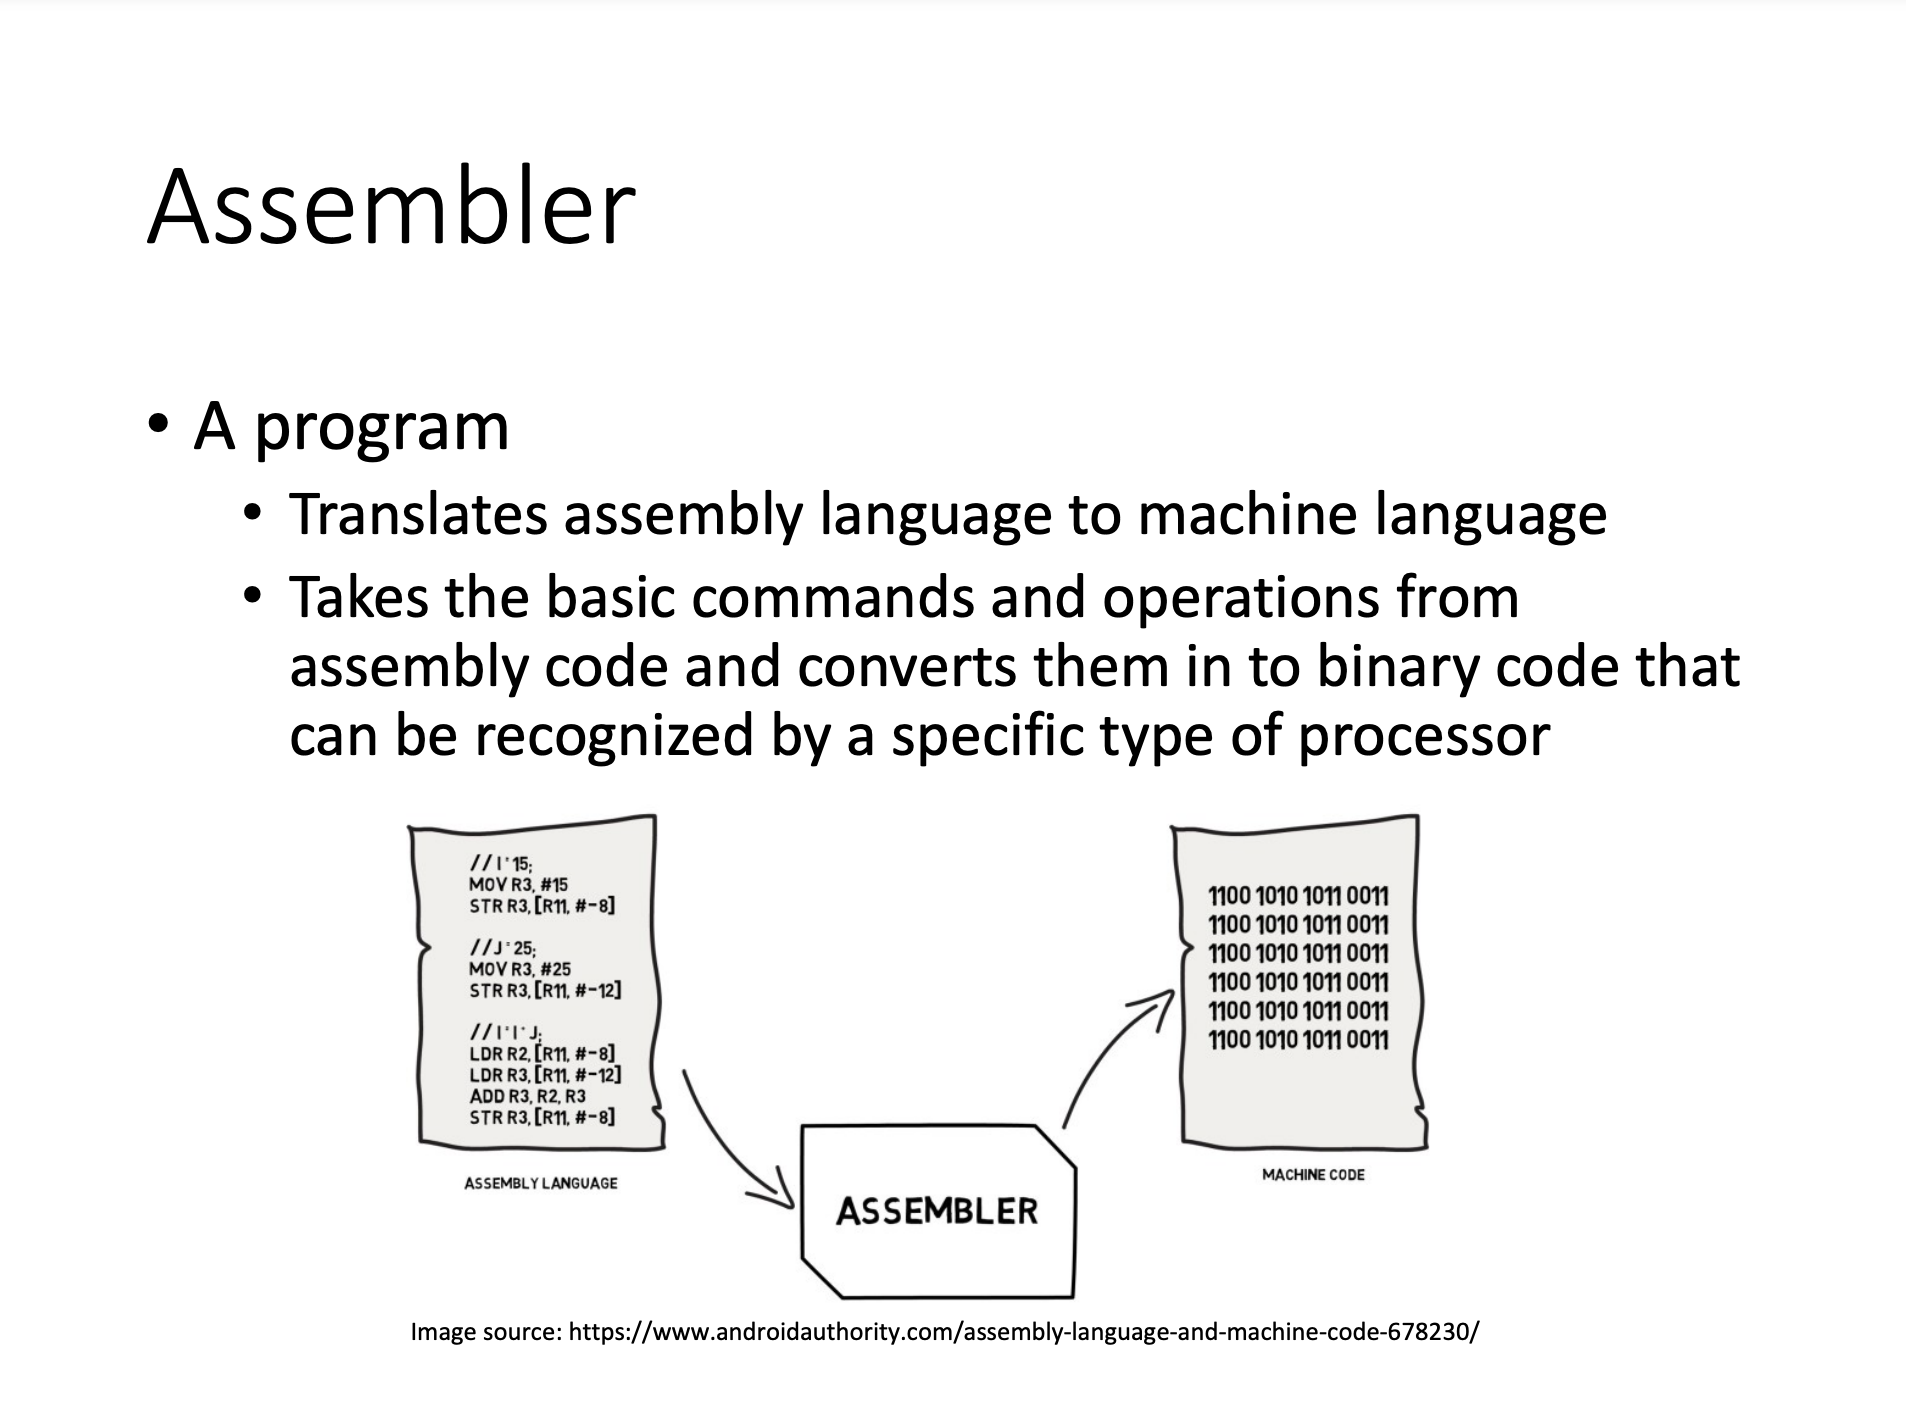 Assembler
• A program
• Translates assembly language to machine language
• Takes the basic commands and operations from
assembly code and converts them in to binary code that
can be recognized by a specific type of processor
MOV R3, #15
STR R3, [R11, #-8]
MOV R3, #25
STR R3, [R11, #-12]
LDR R2, [R11, #-8]
LDR R3, [R11, #-12]
ADD R3, R2, R3
STR R3, [R11, #-8]
ASSEMBLY LANGUAGE
ASSEMBLER
1100 1010 1011 0011
1100 1010 1011 0011
1100 1010 1011 0011
1100 1010 1011 0011
1100 1010 1011 0011
1100 1010 1011 0011
MACHINE CODE
Image source: https://www.androidauthority.com/assembly-language-and-machine-code-678230/